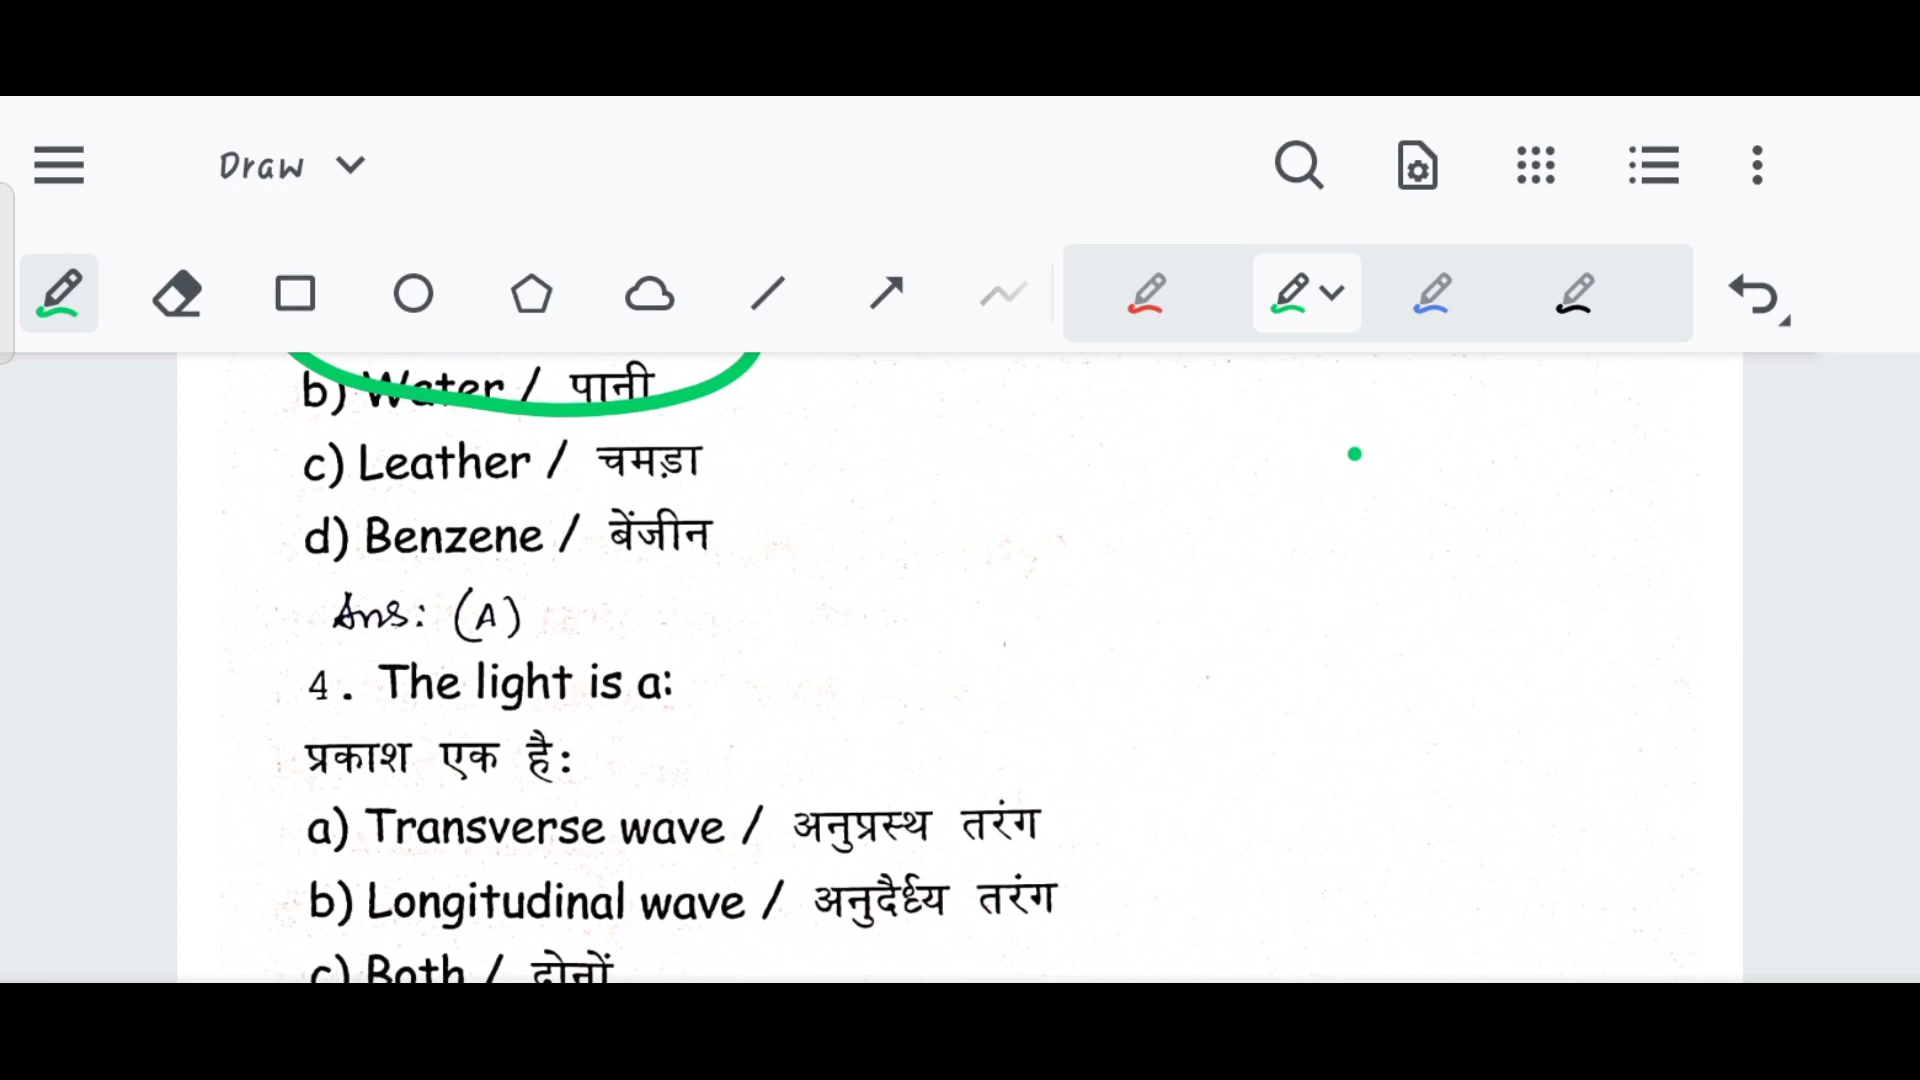 Draw
b) Water / पानी
c) Leather / चमड़ा
d) Benzene / बेंजीन
Ans: (A)
4. The light is a:
प्रकाश एक है:
a) Transverse wave / अनुप्रस्थ तरंग
b) Longitudinal wave / अनुदैर्ध्य तरंग
c) Both / दोनों